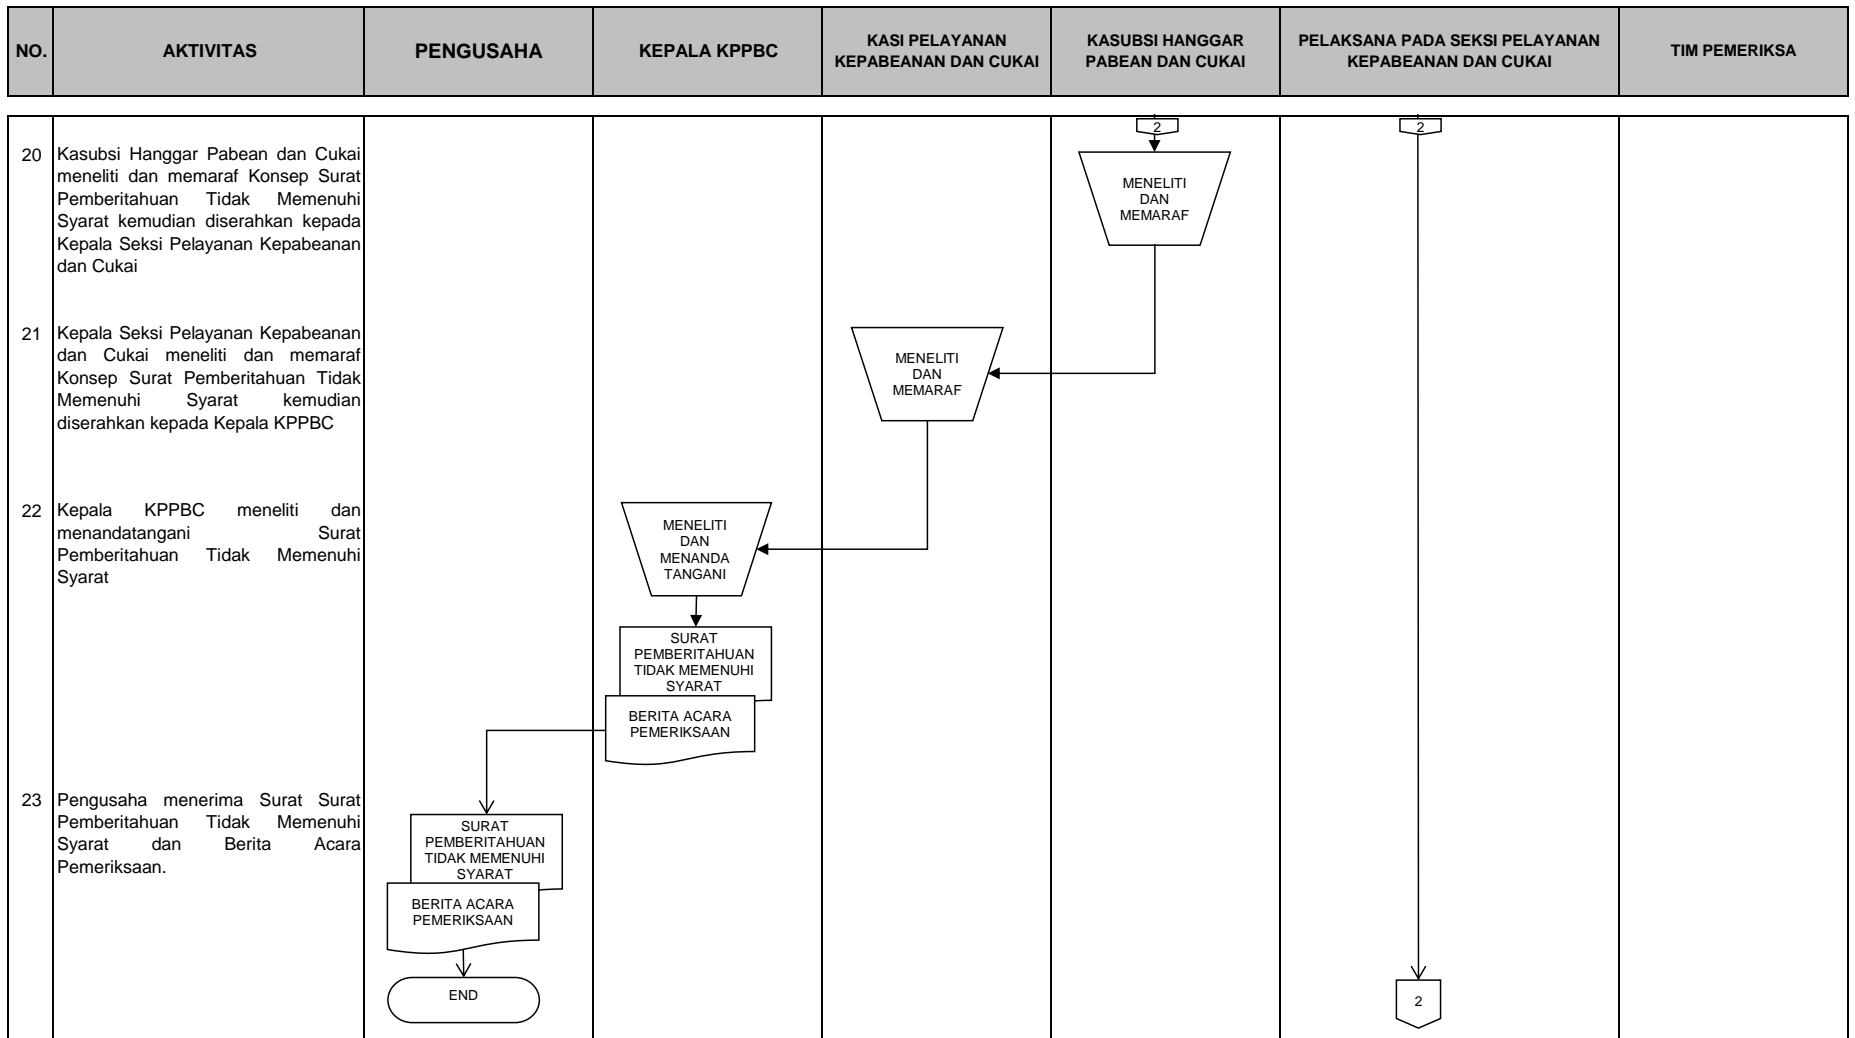 NO.
AKTIVITAS
PENGUSAHA
KEPALA KPPBC
KASI PELAYANAN
KEPABEANAN DAN CUKAI
KASUBSI HANGGAR
PABEAN DAN CUKAI
PELAKSANA PADA SEKSI PELAYANAN
KEPABEANAN DAN CUKAI
TIM PEMERIKSA
2
2
20
Kasubsi Hanggar Pabean dan Cukai
meneliti dan memaraf Konsep Surat
Pemberitahuan Tidak Memenuhi
Syarat kemudian diserahkan kepada
Kepala Seksi Pelayanan Kepabeanan
dan Cukai
MENELITI
DAN
MEMARAF
21
Kepala Seksi Pelayanan Kepabeanan
dan Cukai meneliti dan memaraf
Konsep Surat Pemberitahuan Tidak
Memenuhi Syarat kemudian
diserahkan kepada Kepala KPPBC
MENELITI
DAN
MEMARAF
22
Kepala KPPBC meneliti dan
menandatangani Surat
Pemberitahuan Tidak Memenuhi
Syarat
MENELITI
DAN
MENANDA
TANGANI
SURAT
PEMBERITAHUAN
TIDAK MEMENUHI
SYARAT
BERITA ACARA
PEMERIKSAAN
23
Pengusaha menerima Surat Surat
Pemberitahuan Tidak Memenuhi
Syarat dan Berita Acara
Pemeriksaan.
SURAT
PEMBERITAHUAN
TIDAK MEMENUHI
SYARAT
BERITA ACARA
PEMERIKSAAN
END
2